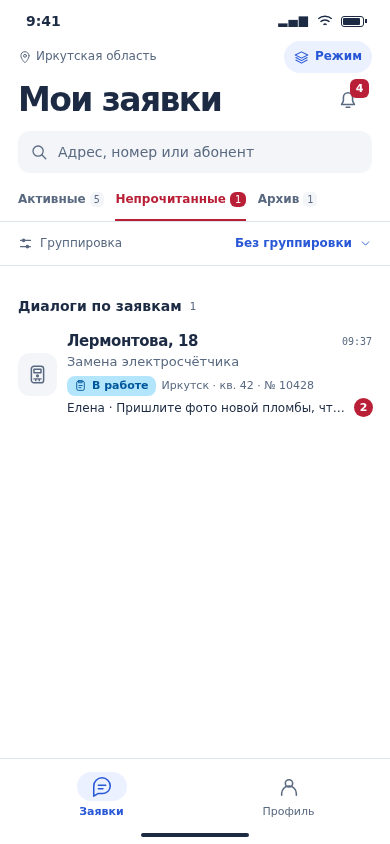 9:41
Иркутская область
Режим
Мои заявки
4
Адрес, номер или абонент
Активные 5 Непрочитанные 1 Архив 1
Группировка Без группировки
Диалоги по заявкам 1
Лермонтова, 18 09:37
Замена электросчётчика
В работе Иркутск · кв. 42 · № 10428
Елена · Пришлите фото новой пломбы, чт… 2
Заявки Профиль